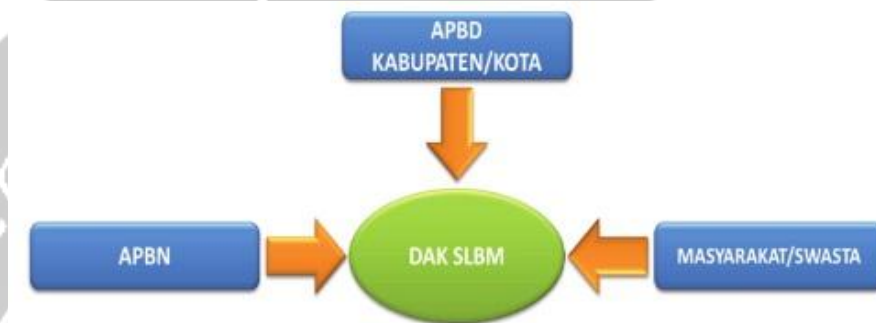 APBD
KABUPATEN/KOTA
APBN
DAK SLBM
MASYARAKAT/SWASTA